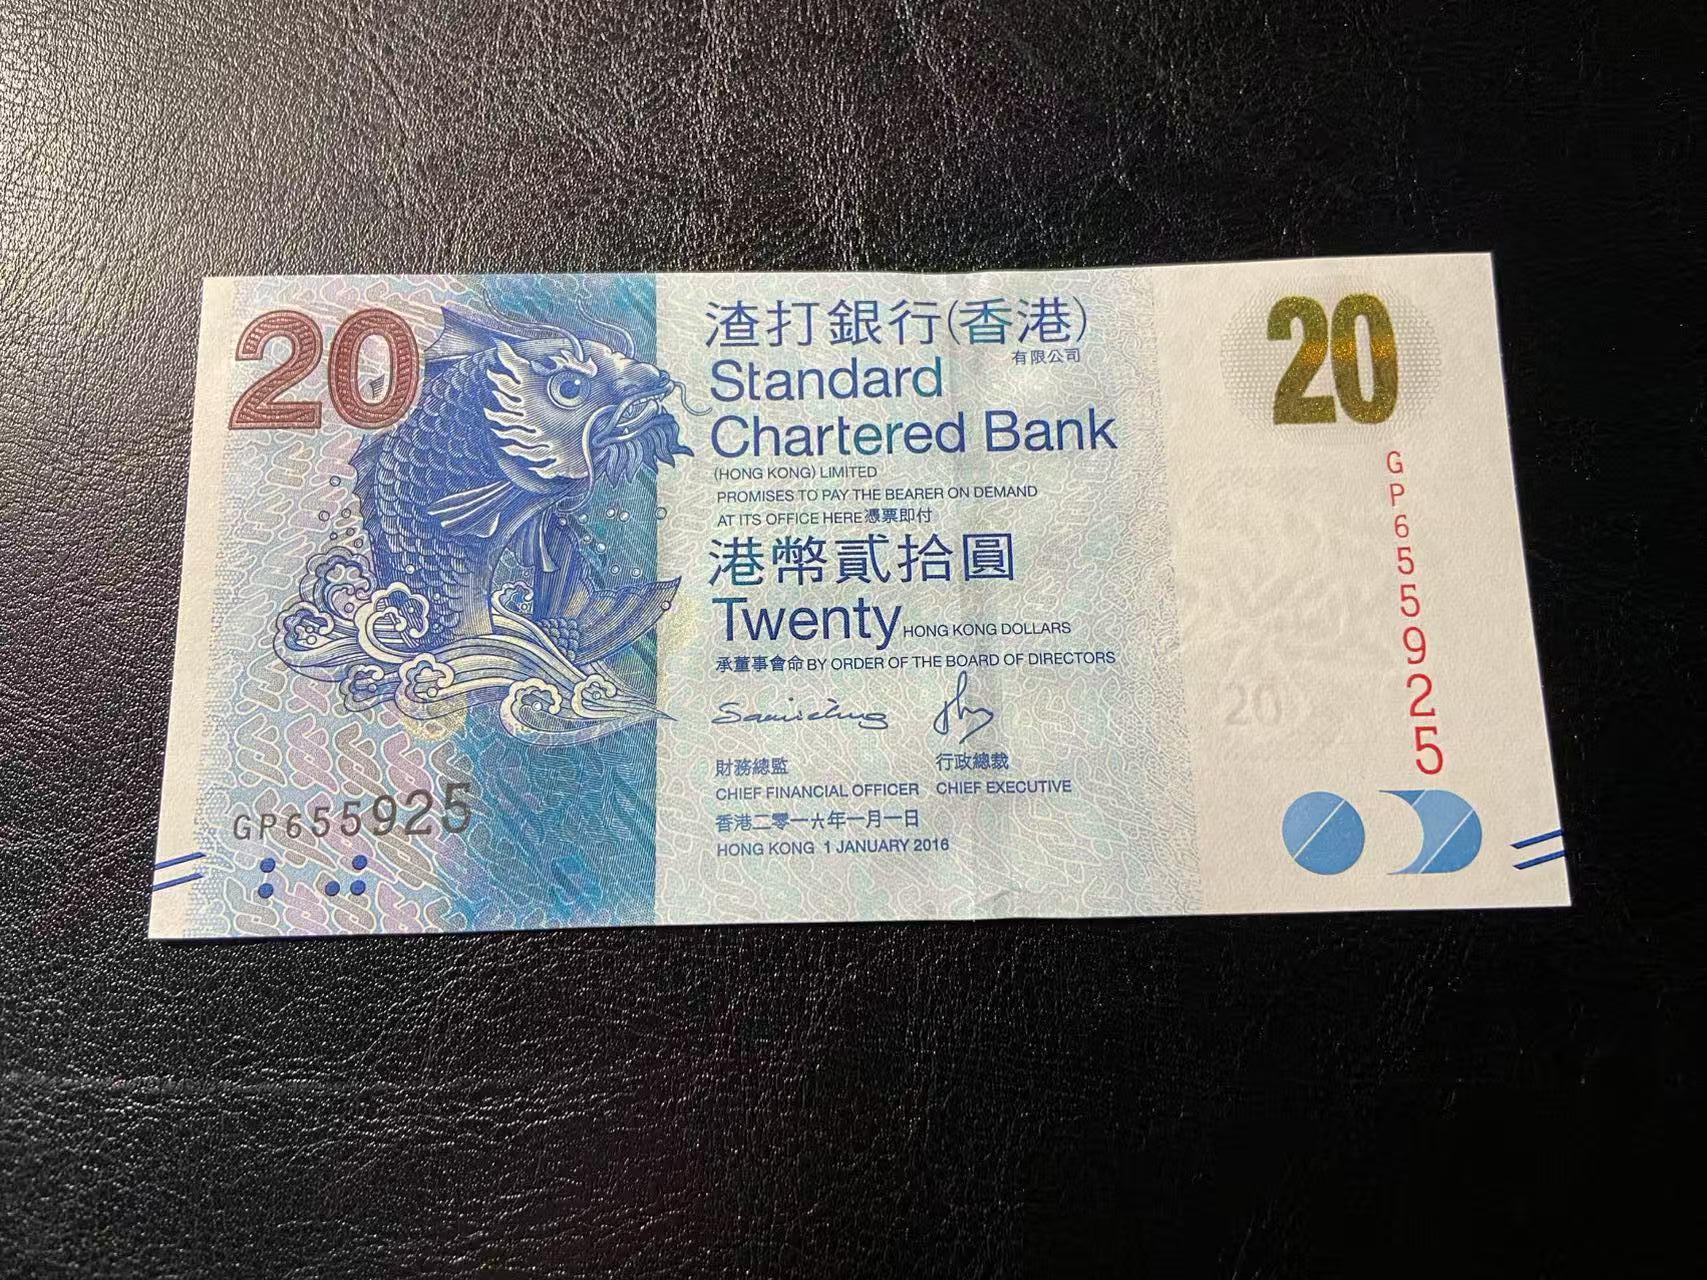 20
渣打銀行(香港)
有限公司
Standard
Chartered Bank
(HONG KONG) LIMITED
PROMISES TO PAY THE BEARER ON DEMAND
AT ITS OFFICE HERE憑票即付
港幣貳拾圓
Twenty HONG KONG DOLLARS
承董事會命 BY ORDER OF THE BOARD OF DIRECTORS
財務總監 行政總裁
CHIEF FINANCIAL OFFICER CHIEF EXECUTIVE
香港二零一六年一月一日
HONG KONG 1 JANUARY 2016
GP655925
20
GP655925
20